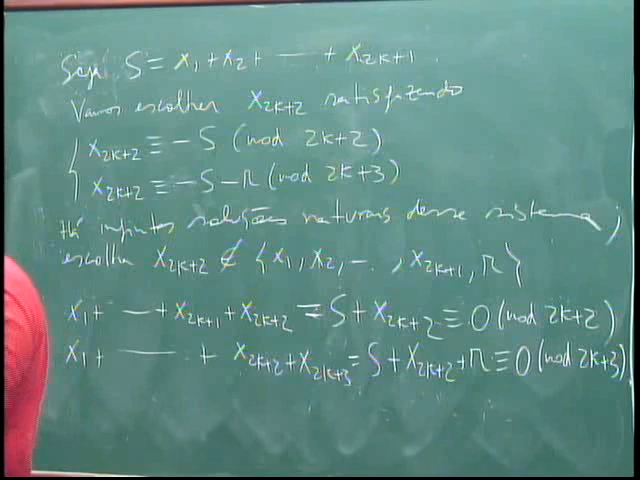 Seja S = x₁ + x₂ + — + x₂ₖ₊₁.
Vamos escolher x₂ₖ₊₂ satisfazendo
{ x₂ₖ₊₂ ≡ -S (mod 2k+2)
x₂ₖ₊₂ ≡ -S - r (mod 2k+3)
Há infinitas soluções naturais desse sistema,
escolha x₂ₖ₊₂ ∉ {x₁, x₂, -.., x₂ₖ₊₁, r}
x₁ + — + x₂ₖ₊₁ + x₂ₖ₊₂ = S + x₂ₖ₊₂ ≡ 0 (mod 2k+2)
x₁ + — + x₂ₖ₊₂ + x₂ₖ₊₃ = S + x₂ₖ₊₂ + r ≡ 0 (mod 2k+3)